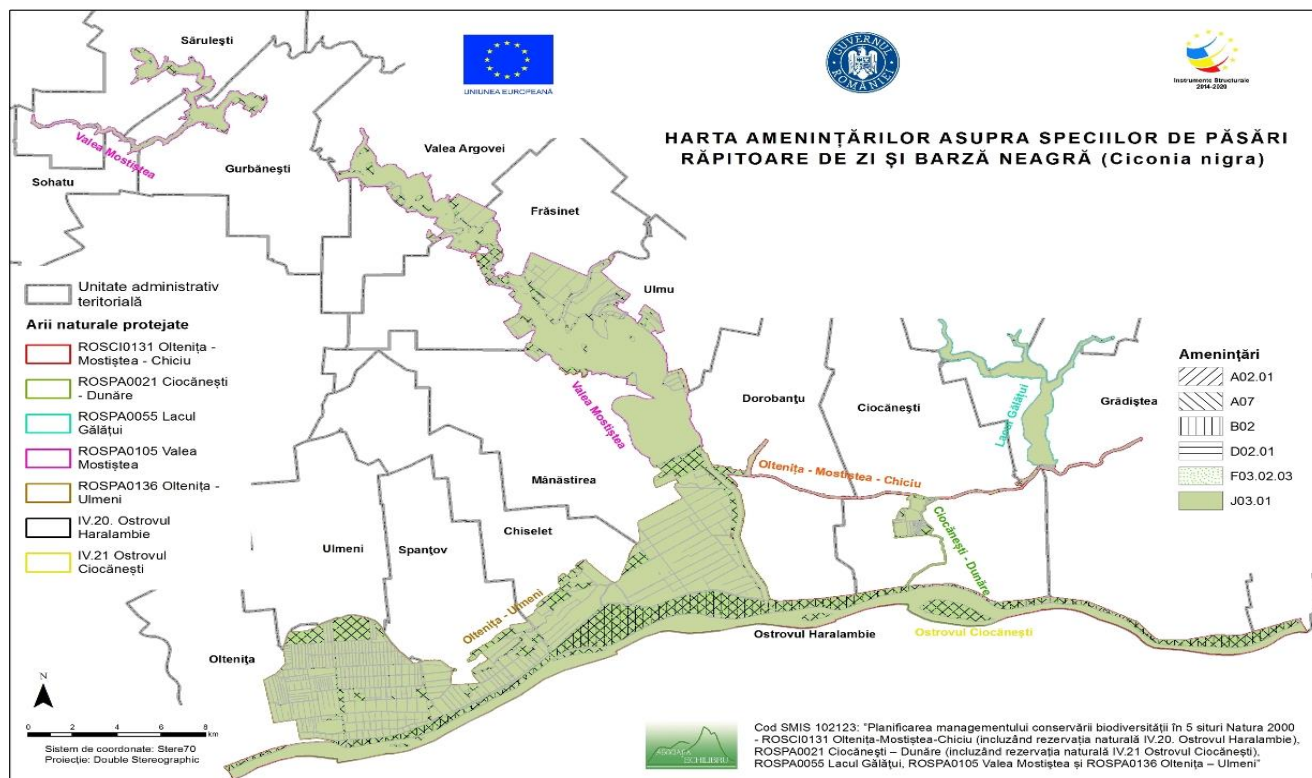 Sărulești
UNIUNEA EUROPEANĂ
GUVERNUL ROMÂNIEI
Instrumente Structurale
2014-2020
HARTA AMENINȚĂRILOR ASUPRA SPECIILOR DE PĂSĂRI
RĂPITOARE DE ZI ȘI BARZĂ NEAGRĂ (Ciconia nigra)
Valea Mostiștea
Valea Argovei
Sohatu
Gurbănești
Frăsinet
Ulmu
Unitate administrativ
teritorială
Arii naturale protejate
ROSCI0131 Oltenița -
Mostiștea - Chiciu
ROSPA0021 Ciocănești
- Dunăre
ROSPA0055 Lacul
Gălățui
ROSPA0105 Valea
Mostiștea
ROSPA0136 Oltenița -
Ulmeni
IV.20. Ostrovul
Haralambie
IV.21 Ostrovul
Ciocănești
Amenințări
A02.01
A07
B02
D02.01
F03.02.03
J03.01
Valea Mostiștea
Dorobanțu
Ciocănești
Lacul Gălățui
Grădiștea
Oltenița - Mostiștea - Chiciu
Mânăstirea
Chiselet
Ulmeni
Spanțov
Ciocănești - Dunăre
Oltenița - Ulmeni
Ostrovul Haralambie
Ostrovul Ciocănești
Oltenița
N
0 2 4 6 8
km
Sistem de coordonate: Stere70
Proiecție: Double Stereographic
ASOCIAȚIA
ECHILIBRU
Cod SMIS 102123: "Planificarea managementului conservării biodiversității în 5 situri Natura 2000
- ROSCI0131 Oltenița-Mostiștea-Chiciu (incluzând rezervația naturală IV.20. Ostrovul Haralambie),
ROSPA0021 Ciocănești – Dunăre (incluzând rezervația naturală IV.21 Ostrovul Ciocănești),
ROSPA0055 Lacul Gălățui, ROSPA0105 Valea Mostiștea și ROSPA0136 Oltenița – Ulmeni"